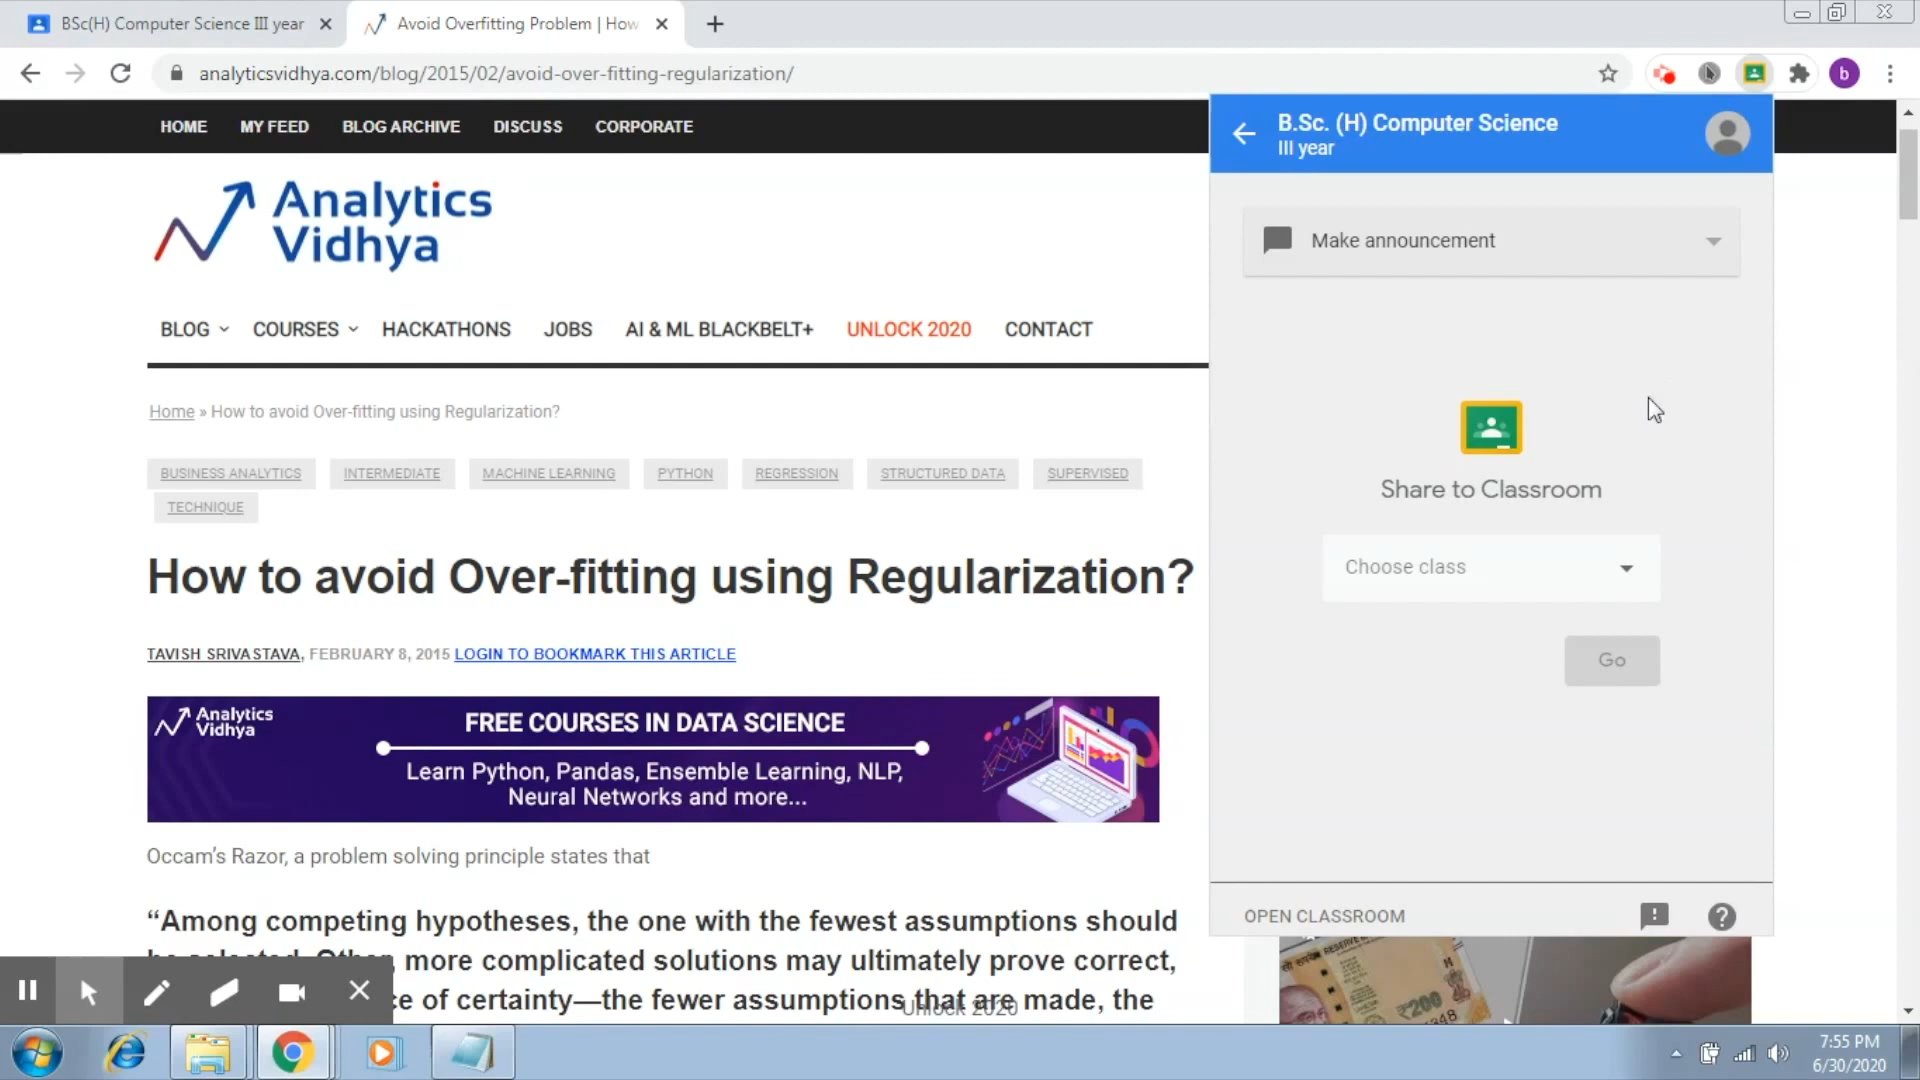 BSc(H) Computer Science III year
Avoid Overfitting Problem | How
analyticsvidhya.com/blog/2015/02/avoid-over-fitting-regularization/
b
HOME MY FEED BLOG ARCHIVE DISCUSS CORPORATE
Analytics
Vidhya
BLOG COURSES HACKATHONS JOBS AI & ML BLACKBELT+ UNLOCK 2020 CONTACT
Home » How to avoid Over-fitting using Regularization?
BUSINESS ANALYTICS INTERMEDIATE MACHINE LEARNING PYTHON REGRESSION STRUCTURED DATA SUPERVISED
TECHNIQUE
How to avoid Over-fitting using Regularization?
TAVISH SRIVASTAVA, FEBRUARY 8, 2015 LOGIN TO BOOKMARK THIS ARTICLE
Analytics
Vidhya
FREE COURSES IN DATA SCIENCE
Learn Python, Pandas, Ensemble Learning, NLP,
Neural Networks and more...
Occam's Razor, a problem solving principle states that
“Among competing hypotheses, the one with the fewest assumptions should
more complicated solutions may ultimately prove correct,
of certainty—the fewer assumptions that are made, the
Unlock 2020
B.Sc. (H) Computer Science
III year
Make announcement
Share to Classroom
Choose class
Go
OPEN CLASSROOM
₹200
7:55 PM
6/30/2020